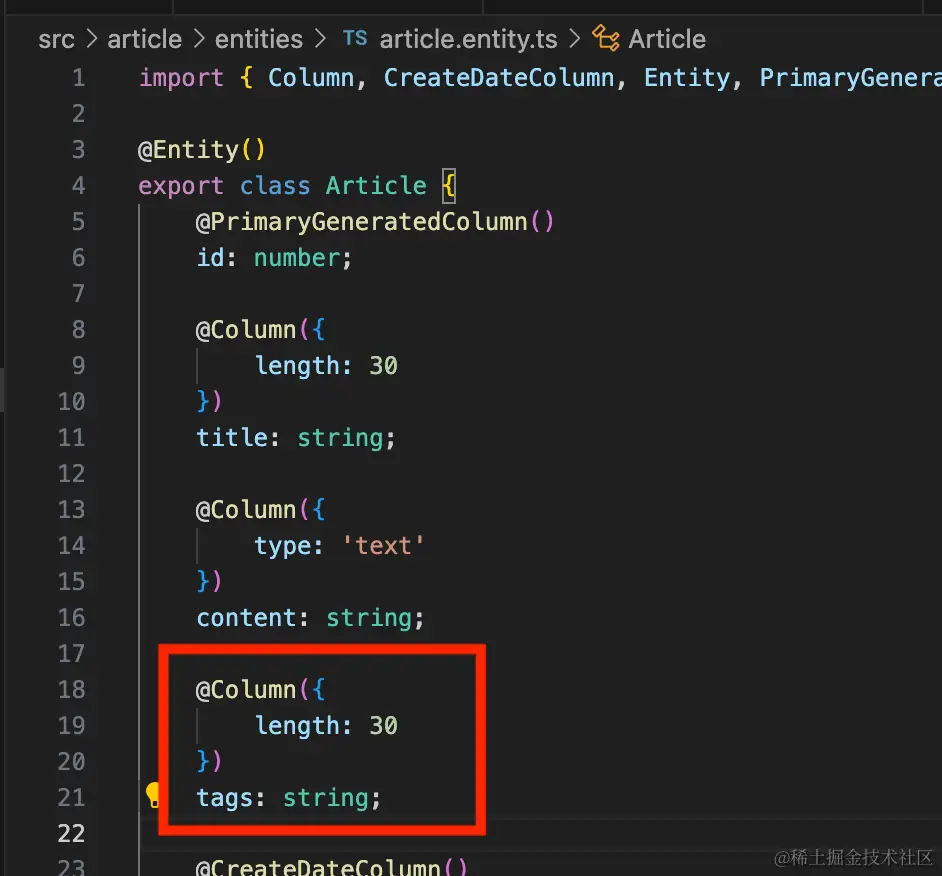 src > article > entities > TS article.entity.ts > Article
1 import { Column, CreateDateColumn, Entity, PrimaryGenera
2
3 @Entity()
4 export class Article {
5 @PrimaryGeneratedColumn()
6 id: number;
7
8 @Column({
9 length: 30
10 })
11 title: string;
12
13 @Column({
14 type: 'text'
15 })
16 content: string;
17
18 @Column({
19 length: 30
20 })
21 tags: string;
22
23 @CreateDateColumn()
@稀土掘金技术社区